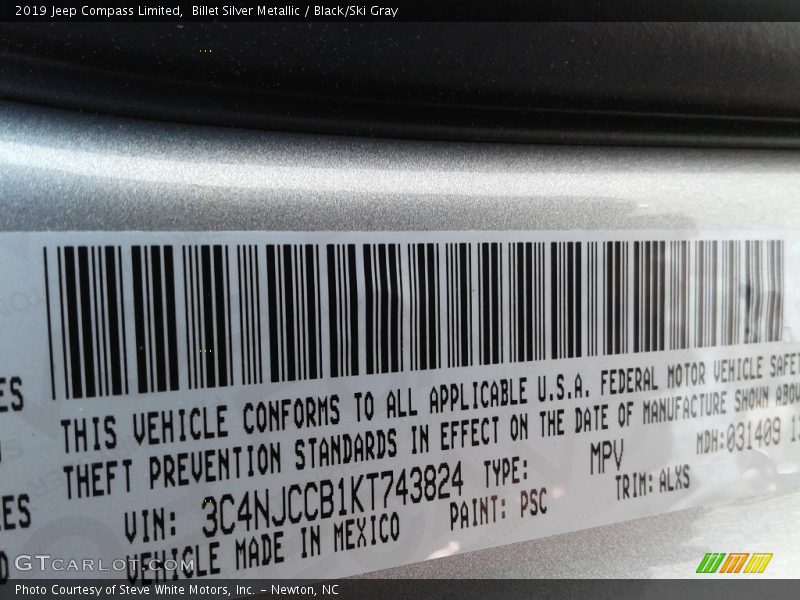 2019 Jeep Compass Limited,  Billet Silver Metallic / Black/Ski Gray
THIS VEHICLE CONFORMS TO ALL APPLICABLE U.S.A. FEDERAL MOTOR VEHICLE SAFET
THEFT PREVENTION STANDARDS IN EFFECT ON THE DATE OF MANUFACTURE SHOWN ABOV
VIN: 3C4NJCCB1KT743824 TYPE: MPV MDH:031409
VEHICLE MADE IN MEXICO PAINT: PSC TRIM: ALXS
GTCARLOT.COM
Photo Courtesy of Steve White Motors, Inc. – Newton, NC